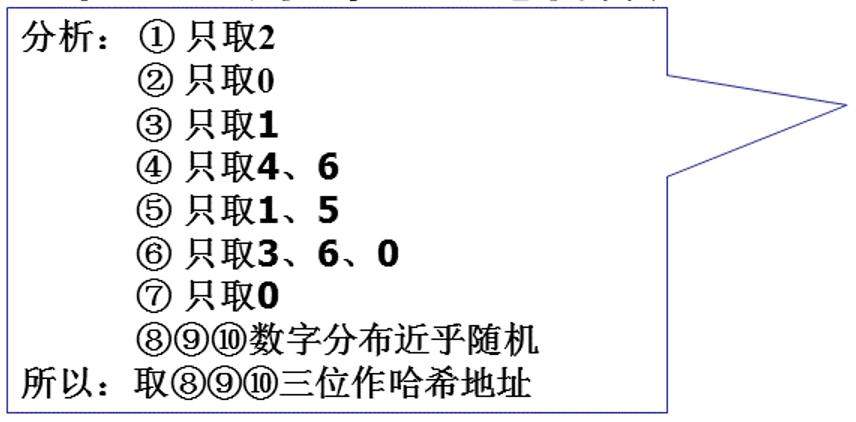 分析：① 只取2
② 只取0
③ 只取1
④ 只取4、6
⑤ 只取1、5
⑥ 只取3、6、0
⑦ 只取0
⑧⑨⑩数字分布近乎随机
所以：取⑧⑨⑩三位作哈希地址